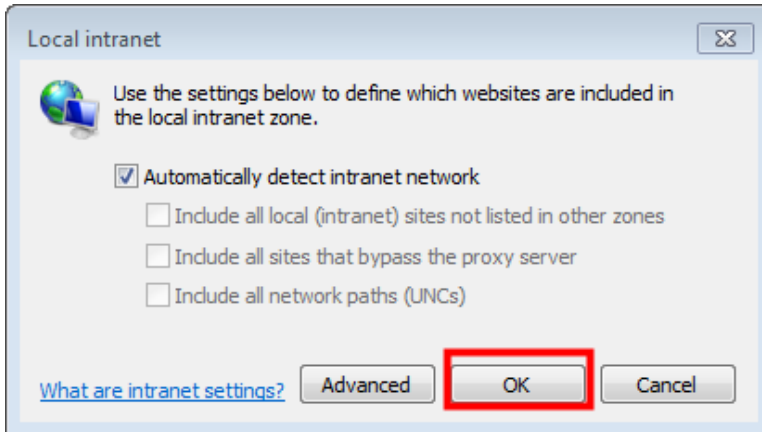 Local intranet
Use the settings below to define which websites are included in
the local intranet zone.
Automatically detect intranet network
Include all local (intranet) sites not listed in other zones
Include all sites that bypass the proxy server
Include all network paths (UNCs)
What are intranet settings?
Advanced
OK
Cancel